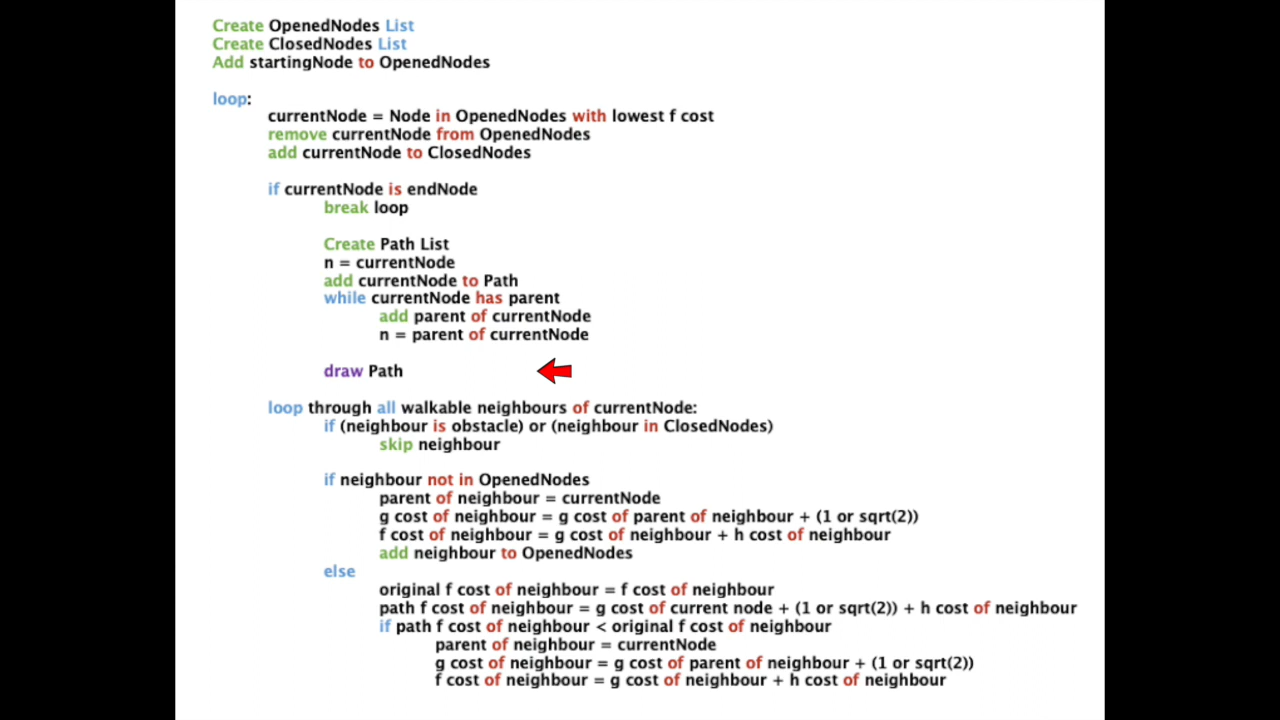 Create OpenedNodes List
Create ClosedNodes List
Add startingNode to OpenedNodes
loop:
currentNode = Node in OpenedNodes with lowest f cost
remove currentNode from OpenedNodes
add currentNode to ClosedNodes
if currentNode is endNode
break loop
Create Path List
n = currentNode
add currentNode to Path
while currentNode has parent
add parent of currentNode
n = parent of currentNode
draw Path
loop through all walkable neighbours of currentNode:
if (neighbour is obstacle) or (neighbour in ClosedNodes)
skip neighbour
if neighbour not in OpenedNodes
parent of neighbour = currentNode
g cost of neighbour = g cost of parent of neighbour + (1 or sqrt(2))
f cost of neighbour = g cost of neighbour + h cost of neighbour
add neighbour to OpenedNodes
else
original f cost of neighbour = f cost of neighbour
path f cost of neighbour = g cost of current node + (1 or sqrt(2)) + h cost of neighbour
if path f cost of neighbour < original f cost of neighbour
parent of neighbour = currentNode
g cost of neighbour = g cost of parent of neighbour + (1 or sqrt(2))
f cost of neighbour = g cost of neighbour + h cost of neighbour